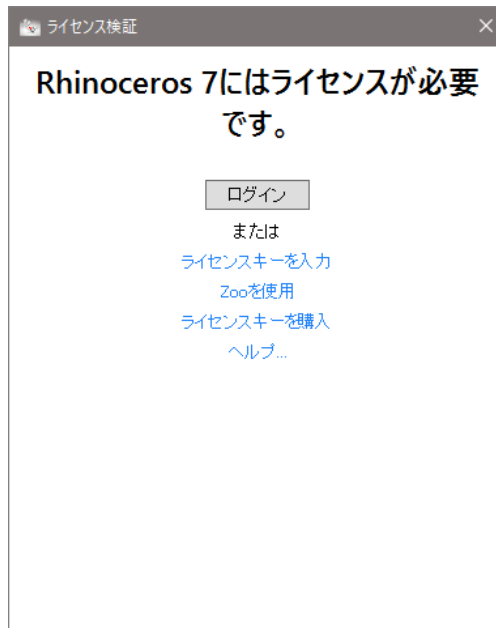 ライセンス検証
Rhinoceros 7にはライセンスが必要
です。
ログイン
または
ライセンスキーを入力
Zooを使用
ライセンスキーを購入
ヘルプ...